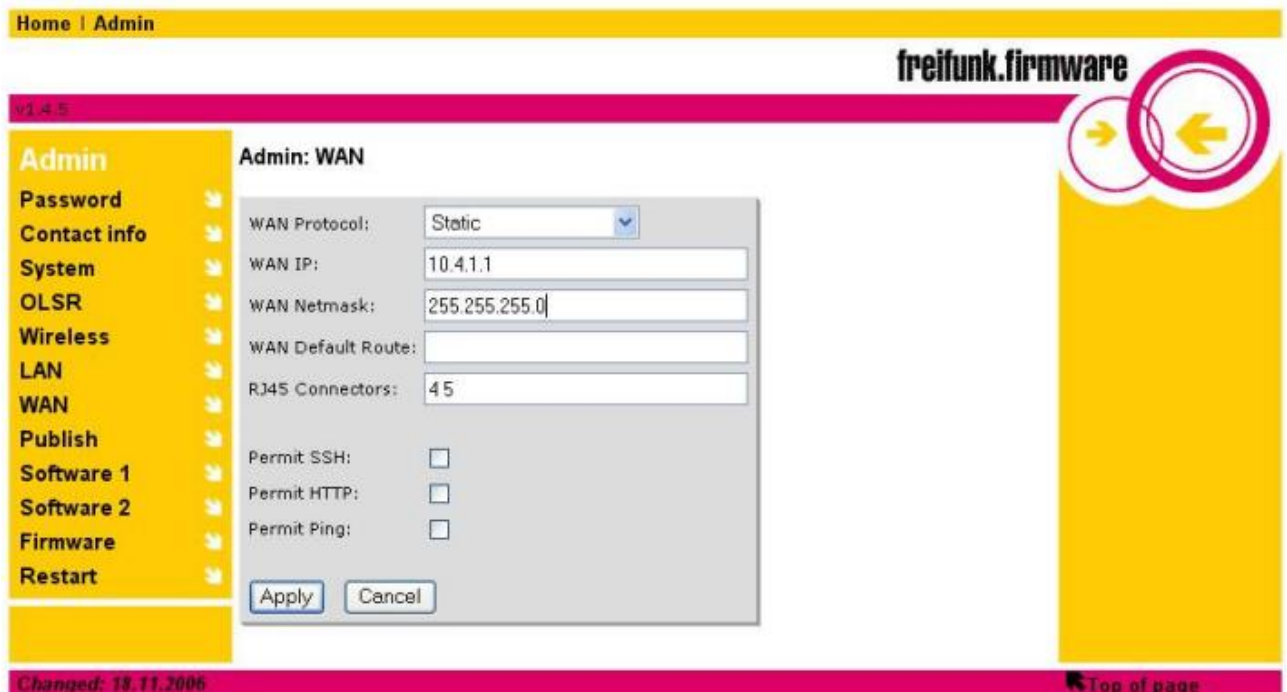 Home | Admin
freifunk.firmware
v1.4.5
Admin
Password
Contact info
System
OLSR
Wireless
LAN
WAN
Publish
Software 1
Software 2
Firmware
Restart
Admin: WAN
WAN Protocol: Static
WAN IP: 10.4.1.1
WAN Netmask: 255.255.255.0
WAN Default Route:
RJ45 Connectors: 4 5
Permit SSH:
Permit HTTP:
Permit Ping:
Apply Cancel
Changed: 18.11.2006 Top of page